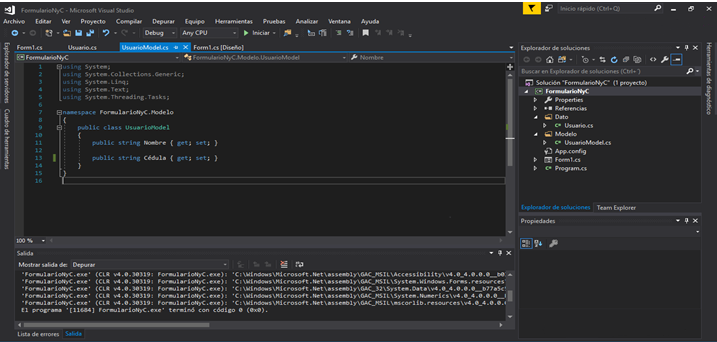 FormularioNyC - Microsoft Visual Studio
Inicio rápido (Ctrl+Q)
Archivo Editar Ver Proyecto Compilar Depurar Equipo Herramientas Prueba Analizar Ventana Ayuda
Debug Any CPU Iniciar
Explorador de servidores
Cuadro de herramientas
Form1.cs Usuario.cs UsuarioModel.cs Form1.cs [Diseño]
FormularioNyC FormularioNyC.Modelo.UsuarioModel Nombre
1 using System;
2 using System.Collections.Generic;
3 using System.Linq;
4 using System.Text;
5 using System.Threading.Tasks;
6
7 namespace FormularioNyC.Modelo
8 {
9 public class UsuarioModel
10 {
11 public string Nombre { get; set; }
12
13 public string Cédula { get; set; }
14 }
15 }
16
100 %
Salida
Mostrar salida de: Depurar
'FormularioNyC.exe' (CLR v4.0.30319: FormularioNyC.exe): 'C:\Windows\Microsoft.Net\assembly\GAC_MSIL\Accessibility\v4.0_4.0.0.0__b0
'FormularioNyC.exe' (CLR v4.0.30319: FormularioNyC.exe): 'C:\Windows\Microsoft.Net\assembly\GAC_MSIL\System.Windows.Forms.resources
'FormularioNyC.exe' (CLR v4.0.30319: FormularioNyC.exe): 'C:\Windows\Microsoft.Net\assembly\GAC_32\System.Data\v4.0_4.0.0.0__b77a5c
'FormularioNyC.exe' (CLR v4.0.30319: FormularioNyC.exe): 'C:\Windows\Microsoft.Net\assembly\GAC_MSIL\System.Numerics\v4.0_4.0.0.0__
'FormularioNyC.exe' (CLR v4.0.30319: FormularioNyC.exe): 'C:\Windows\Microsoft.Net\assembly\GAC_MSIL\mscorlib.resources\v4.0_4.0.0.
El programa '[11684] FormularioNyC.exe' terminó con código 0 (0x0).
Lista de errores Salida
Explorador de soluciones
Buscar en Explorador de soluciones (Ctrl+´)
Solución "FormularioNyC" (1 proyecto)
FormularioNyC
Properties
Referencias
Dato
C# Usuario.cs
Modelo
C# UsuarioModel.cs
App.config
Form1.cs
C# Program.cs
Explorador de soluciones Team Explorer
Propiedades
Herramientas de diagnóstico